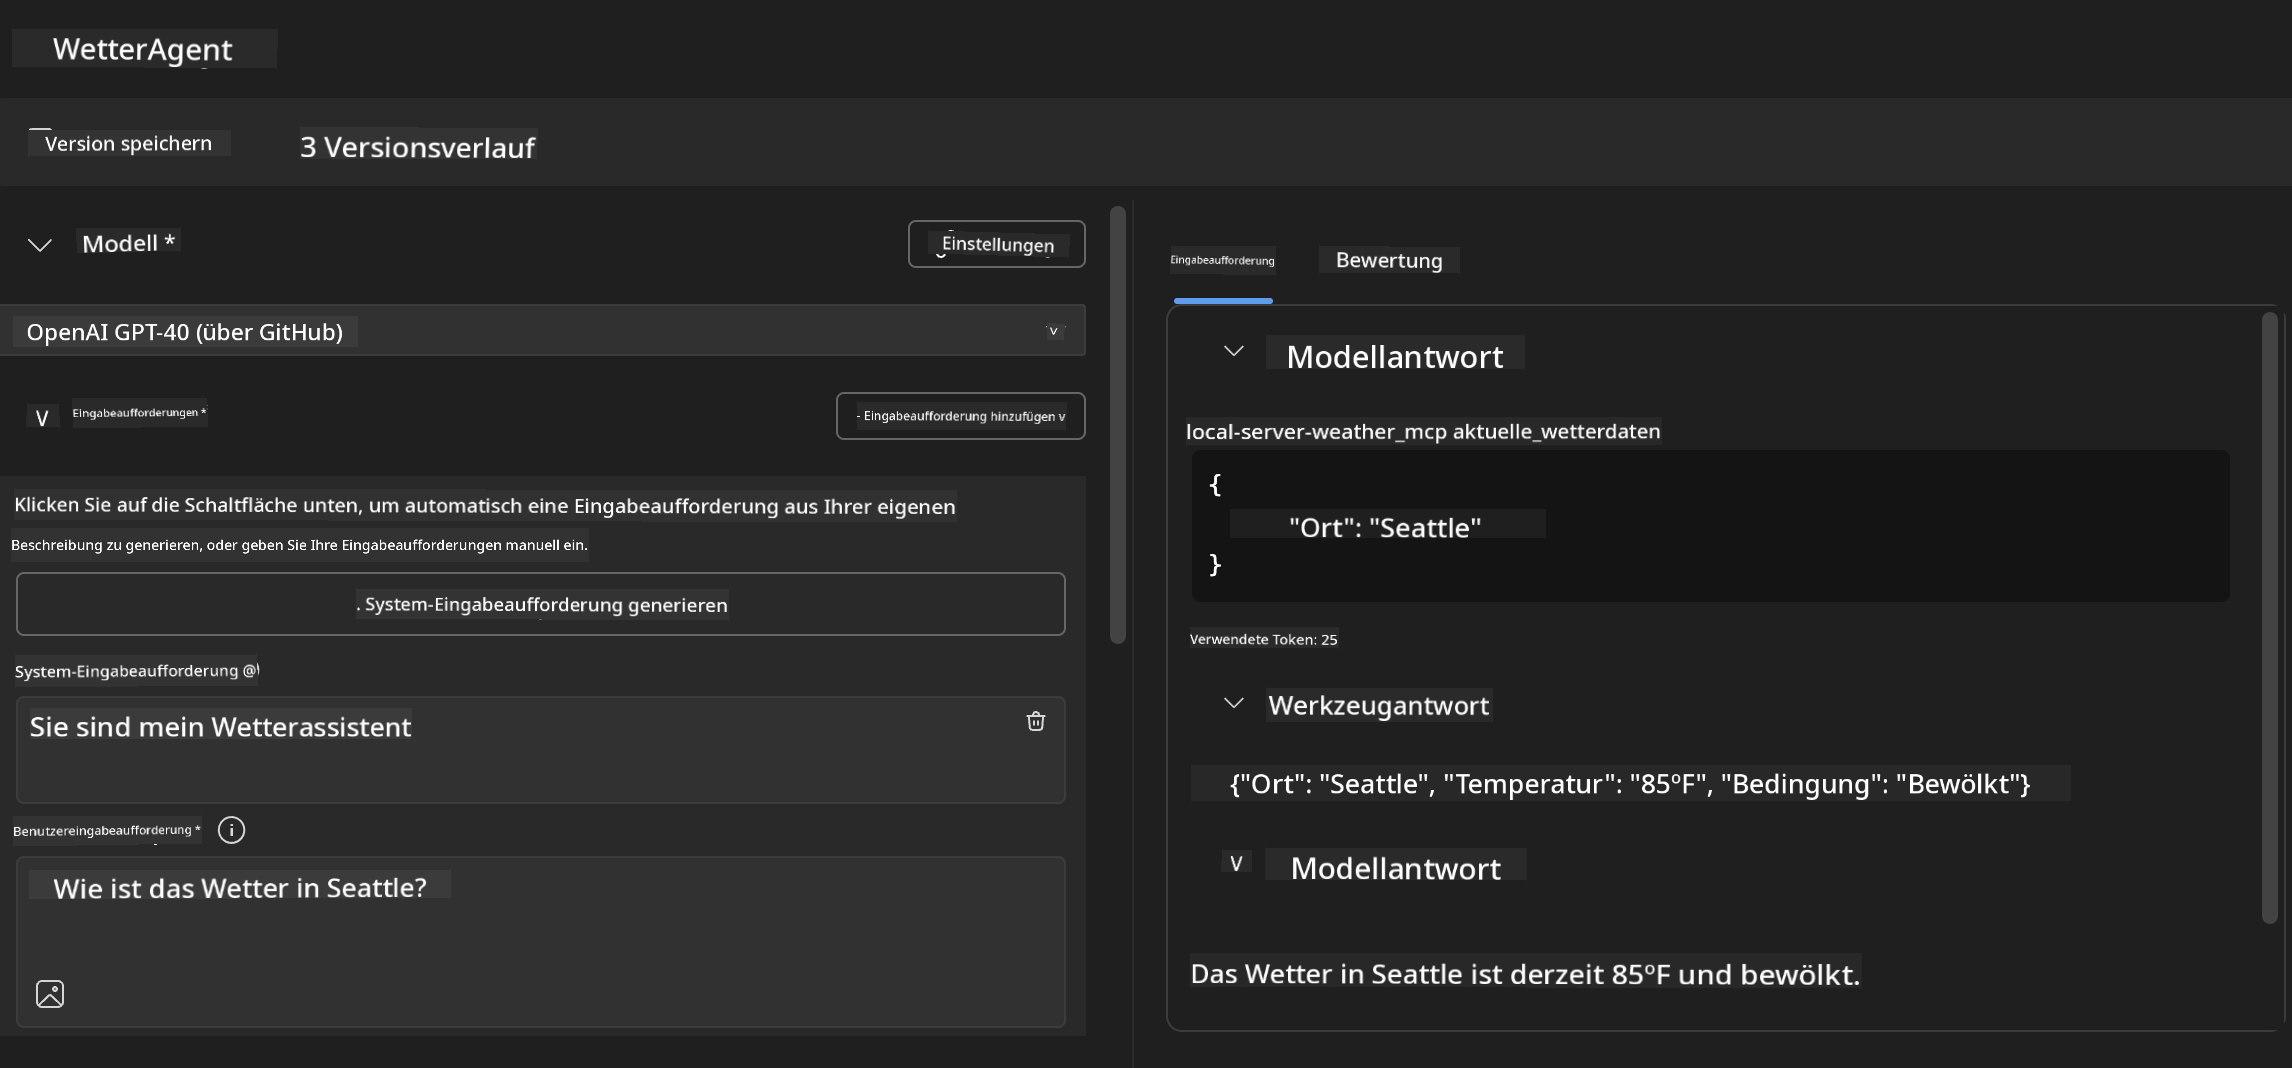 WetterAgent
Version speichern
3 Versionsverlauf
Modell *
Einstellungen
OpenAI GPT-40 (über GitHub)
v
V Eingabeaufforderungen *
- Eingabeaufforderung hinzufügen v
Klicken Sie auf die Schaltfläche unten, um automatisch eine Eingabeaufforderung aus Ihrer eigenen
Beschreibung zu generieren, oder geben Sie Ihre Eingabeaufforderungen manuell ein.
. System-Eingabeaufforderung generieren
System-Eingabeaufforderung @
Sie sind mein Wetterassistent
Benutzereingabeaufforderung *
Wie ist das Wetter in Seattle?
Eingabeaufforderung
Bewertung
Modellantwort
local-server-weather_mcp aktuelle_wetterdaten
{
"Ort": "Seattle"
}
Verwendete Token: 25
Werkzeugantwort
{"Ort": "Seattle", "Temperatur": "85°F", "Bedingung": "Bewölkt"}
V Modellantwort
Das Wetter in Seattle ist derzeit 85°F und bewölkt.